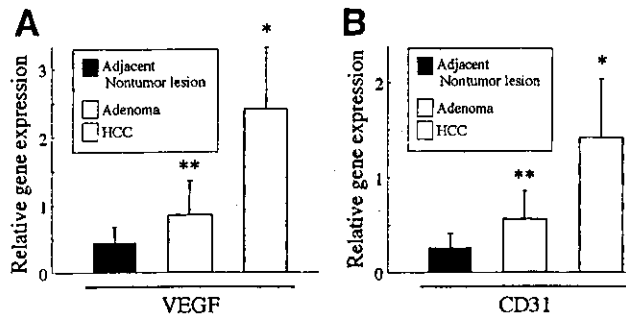 A
Relative gene expression
3
2
1
0
Adjacent
Nontumor lesion
Adenoma
HCC
**
*
VEGF
B
Relative gene expression
2
1
0
Adjacent
Nontumor lesion
Adenoma
HCC
**
*
CD31